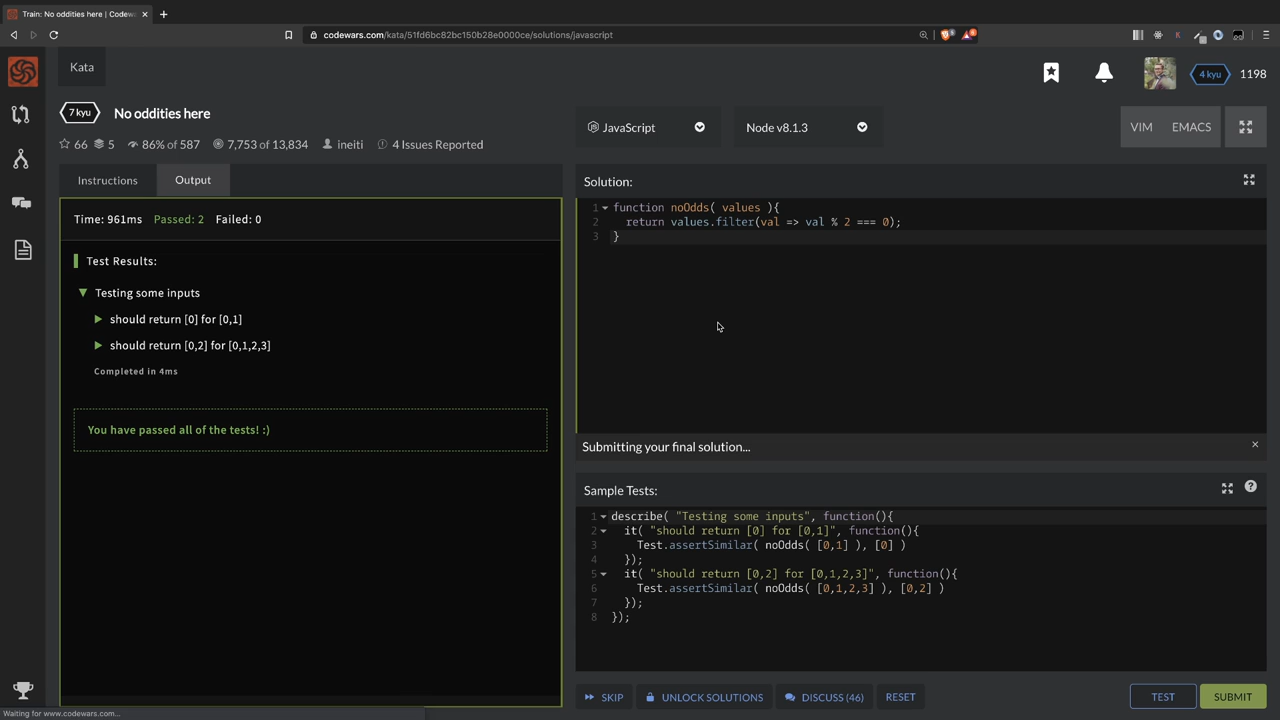 Train: No oddities here | Codew
codewars.com/kata/51fd6bc82bc150b28e0000ce/solutions/javascript
Kata
4 kyu
1198
7 kyu
No oddities here
66
5
86% of 587
7,753 of 13,834
ineiti
4 Issues Reported
JavaScript
Node v8.1.3
VIM
EMACS
Instructions
Output
Time: 961ms Passed: 2 Failed: 0
Test Results:
Testing some inputs
should return [0] for [0,1]
should return [0,2] for [0,1,2,3]
Completed in 4ms
You have passed all of the tests! :)
Solution:
1 function noOdds( values ){
2 return values.filter(val => val % 2 === 0);
3 }
Submitting your final solution...
Sample Tests:
1 describe( "Testing some inputs", function(){
2 it( "should return [0] for [0,1]", function(){
3 Test.assertSimilar( noOdds( [0,1] ), [0] )
4 });
5 it( "should return [0,2] for [0,1,2,3]", function(){
6 Test.assertSimilar( noOdds( [0,1,2,3] ), [0,2] )
7 });
8 });
SKIP
UNLOCK SOLUTIONS
DISCUSS (46)
RESET
TEST
SUBMIT
Waiting for www.codewars.com...